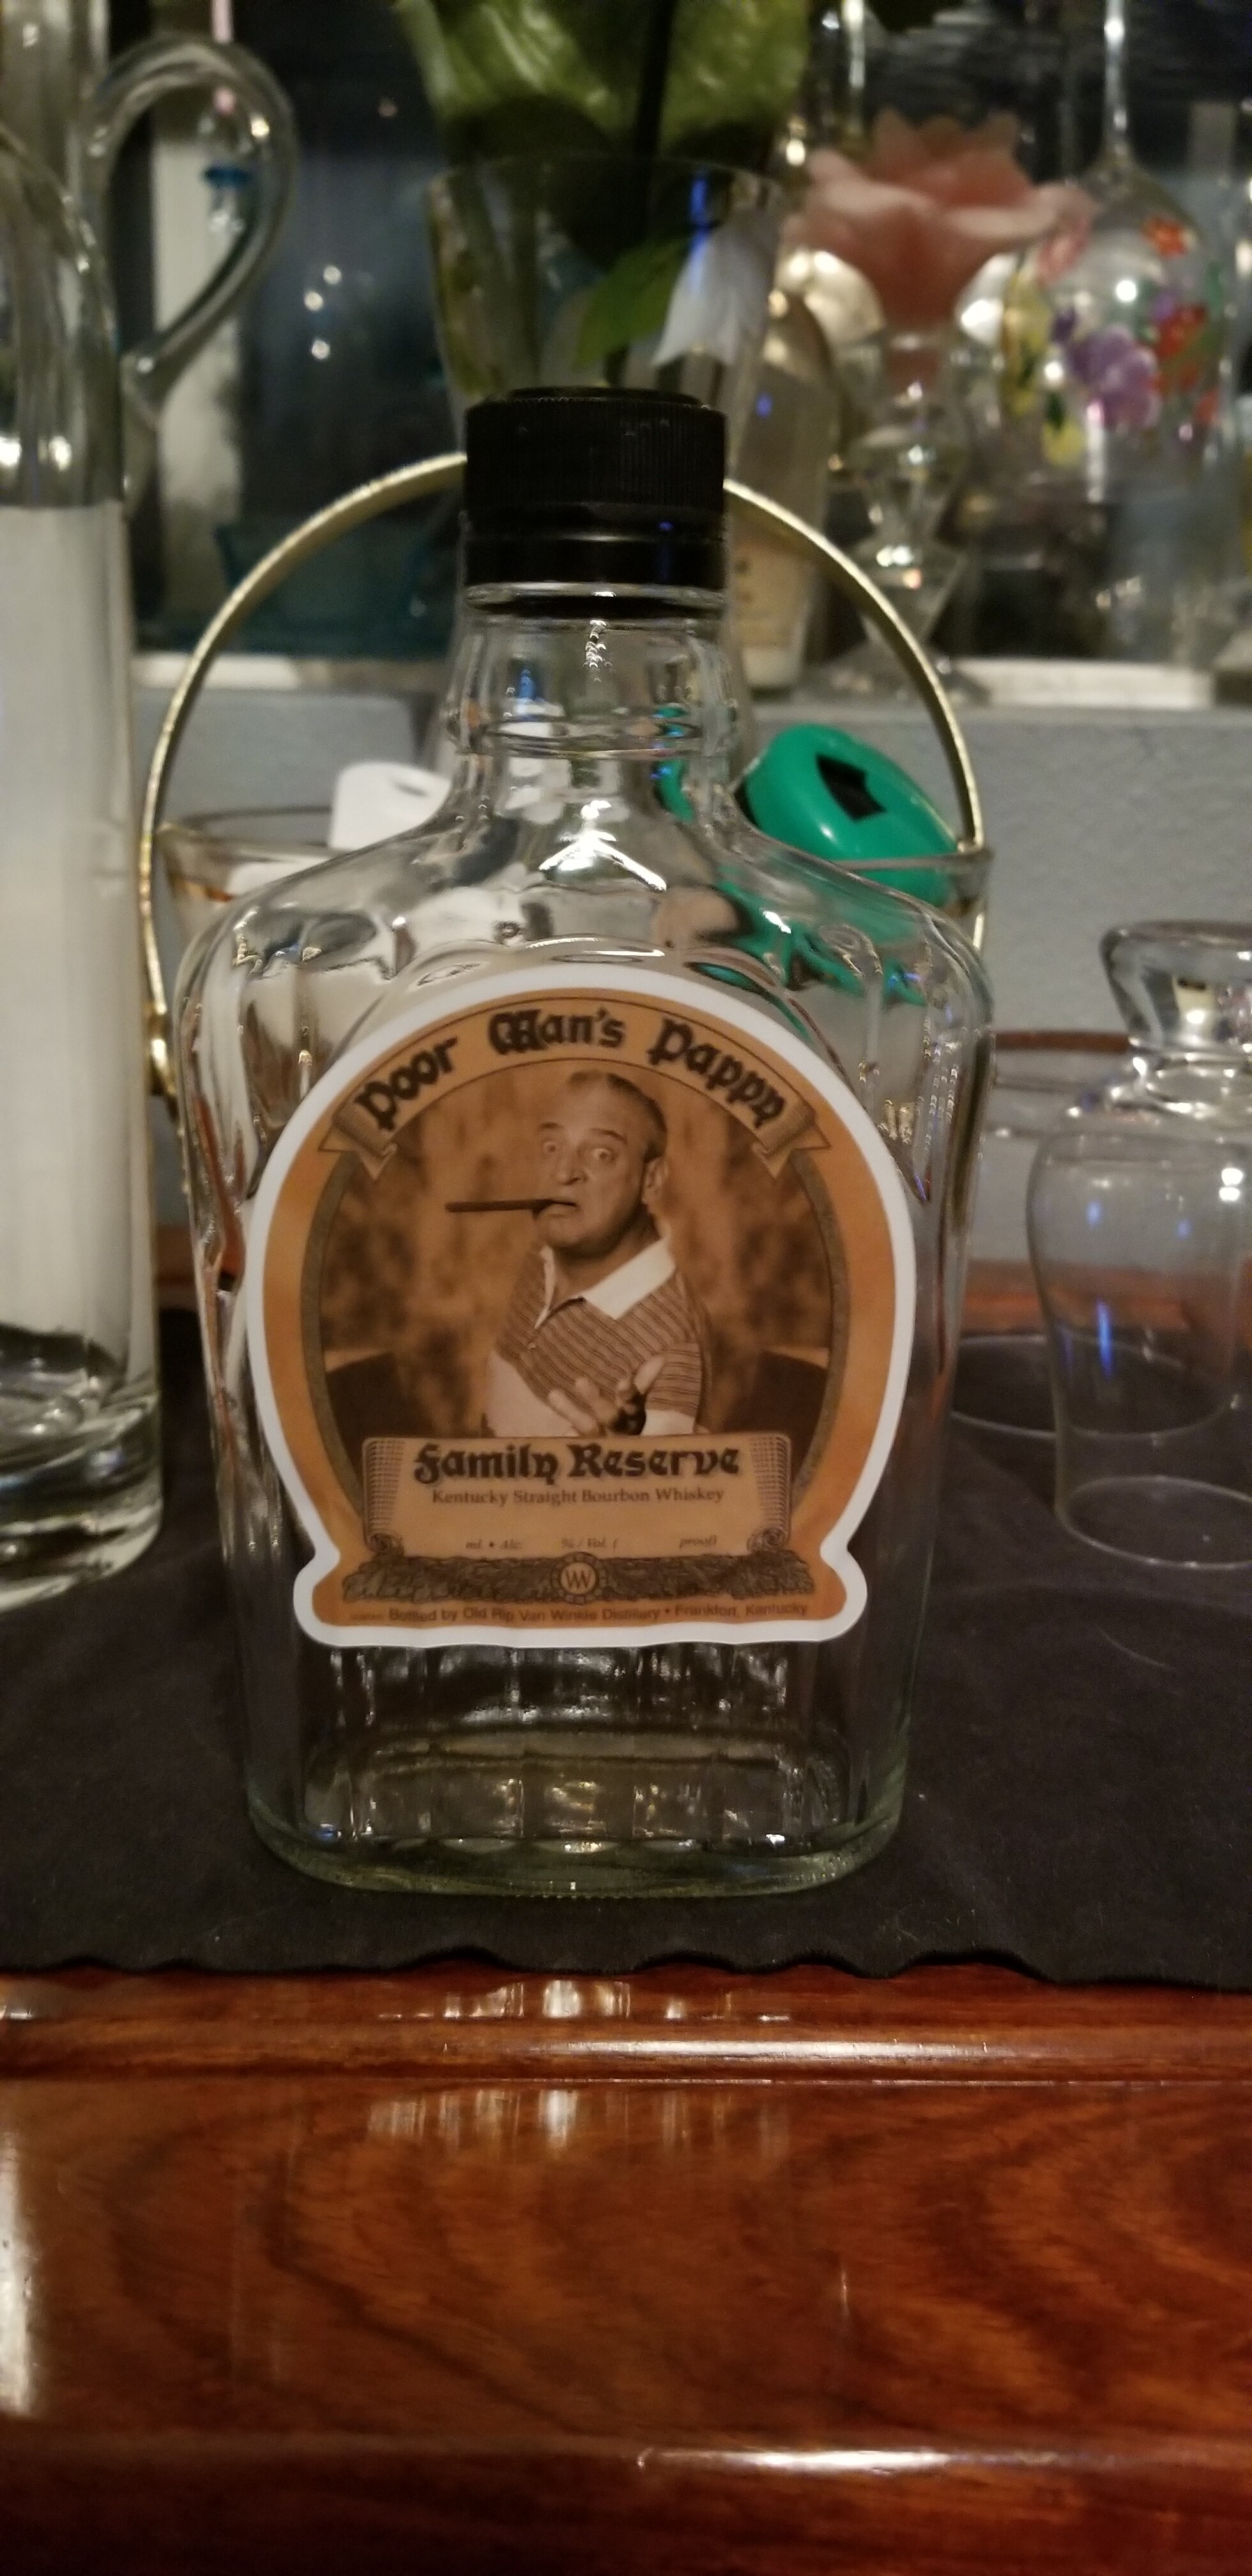 Poor Man's Pappy
Family Reserve
Kentucky Straight Bourbon Whiskey
ml. • Alc. % / Vol. ( proof)
W
Bottled by Old Rip Van Winkle Distillery • Frankfort, Kentucky